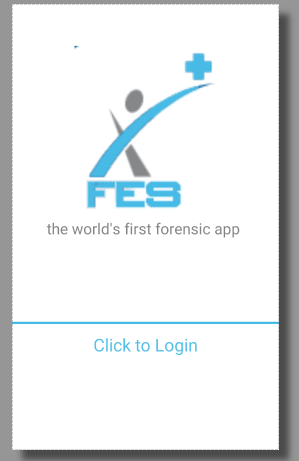 FES
the world's first forensic app
Click to Login